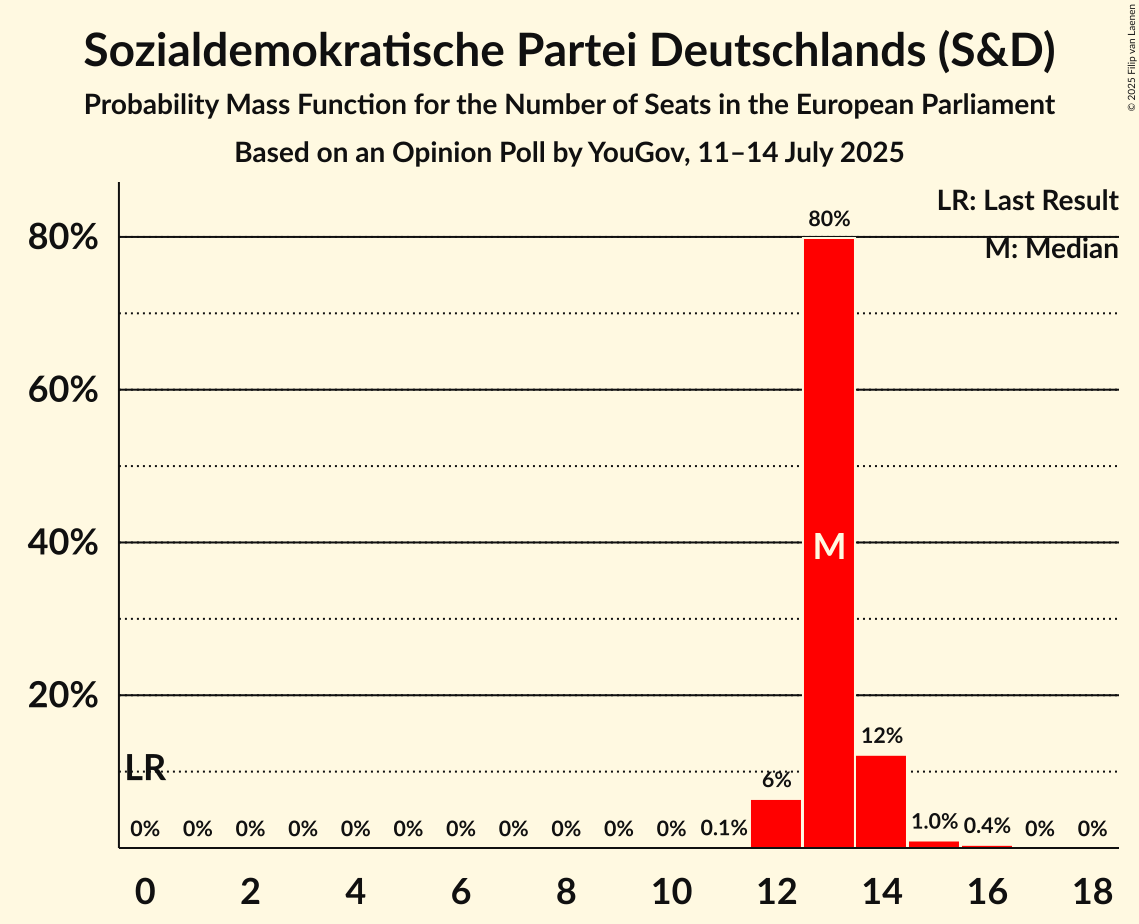 Sozialdemokratische Partei Deutschlands (S&D)
Probability Mass Function for the Number of Seats in the European Parliament
Based on an Opinion Poll by YouGov, 11–14 July 2025
© 2025 Filip van Laenen
LR: Last Result
M: Median
80%
60%
40%
20%
80%
M
12%
LR
6%
0% 0% 0% 0% 0% 0% 0% 0% 0% 0% 0% 0.1% 1.0% 0.4% 0% 0%
0 2 4 6 8 10 12 14 16 18